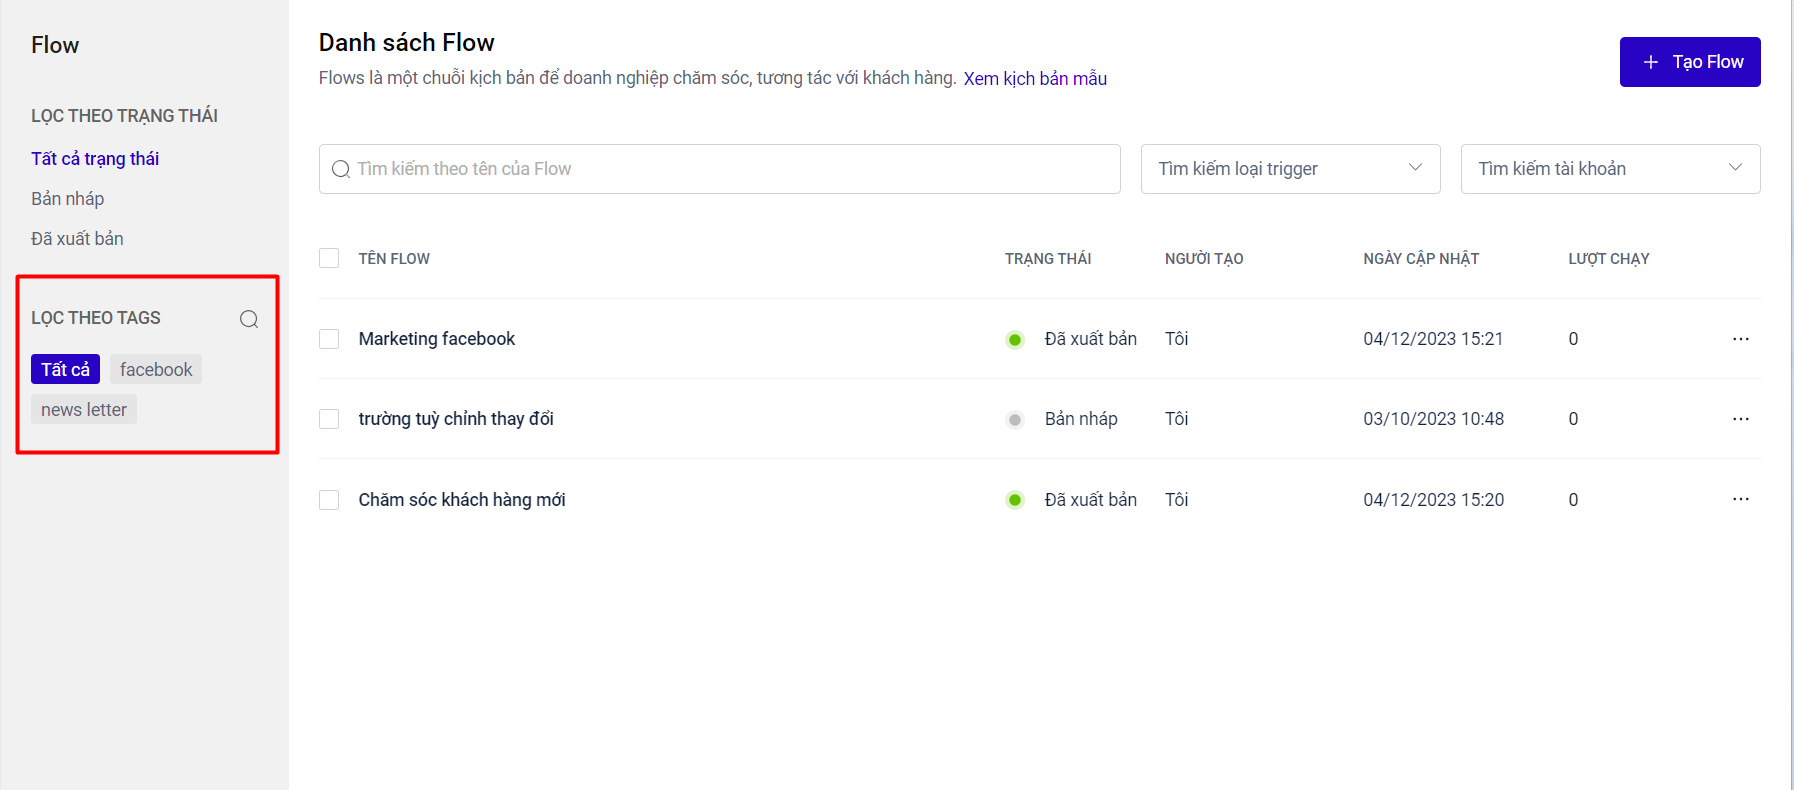 Flow
LỌC THEO TRẠNG THÁI
Tất cả trạng thái
Bản nháp
Đã xuất bản
LỌC THEO TAGS
Tất cả facebook
news letter
Danh sách Flow
Flows là một chuỗi kịch bản để doanh nghiệp chăm sóc, tương tác với khách hàng. Xem kịch bản mẫu
+ Tạo Flow
Tìm kiếm theo tên của Flow Tìm kiếm loại trigger Tìm kiếm tài khoản
TÊN FLOW TRẠNG THÁI NGƯỜI TẠO NGÀY CẬP NHẬT LƯỢT CHẠY
Marketing facebook Đã xuất bản Tôi 04/12/2023 15:21 0
trường tuỳ chỉnh thay đổi Bản nháp Tôi 03/10/2023 10:48 0
Chăm sóc khách hàng mới Đã xuất bản Tôi 04/12/2023 15:20 0